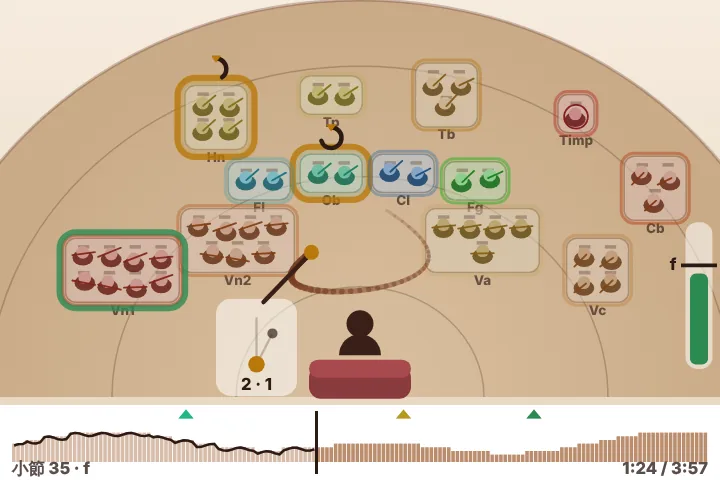 Hn
Tp
Tb
Timp
Fl
Ob
Cl
Fg
Cb
Vn1
Vn2
Va
Vc
f
2 · 1
小節 35 · f
1:24 / 3:57